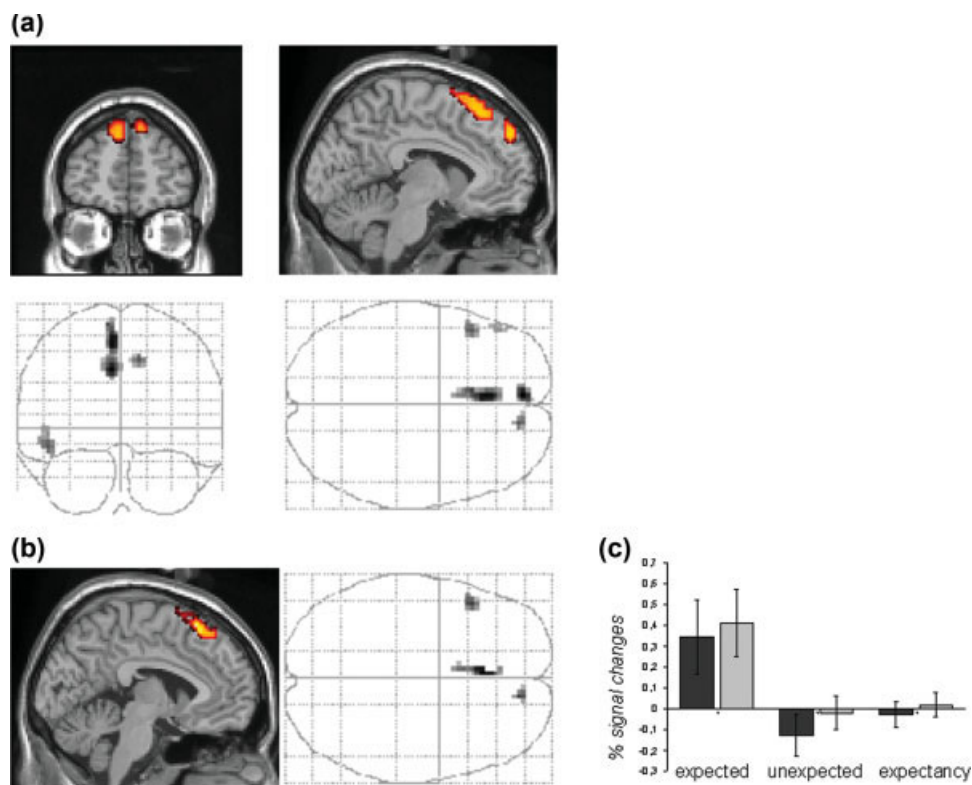 (a)
(b)
(c)
% signal changes
0,7
0,6
0,5
0,4
0,3
0,2
0,1
0
-0,1
-0,2
-0,3
expected unexpected expectancy